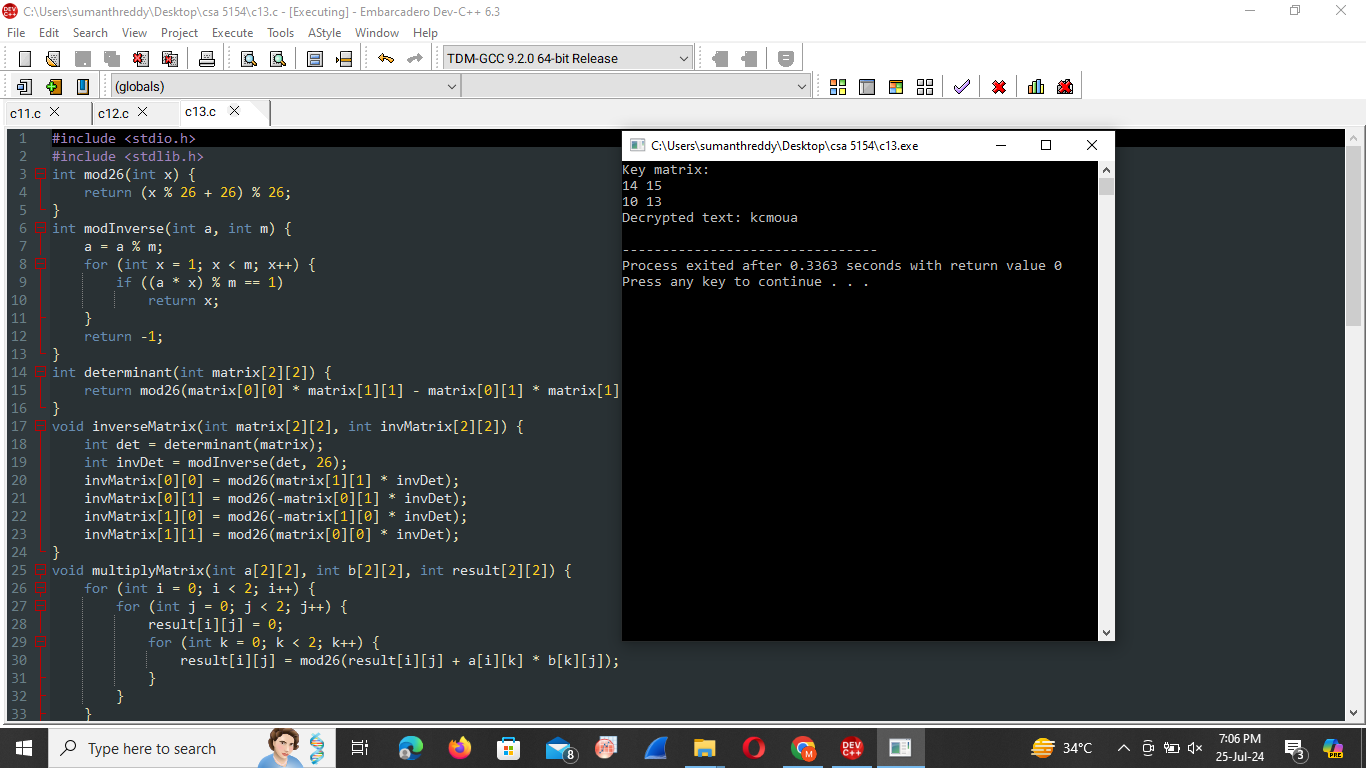 C:\Users\sumanthreddy\Desktop\csa 5154\c13.c - [Executing] - Embarcadero Dev-C++ 6.3
File Edit Search View Project Execute Tools AStyle Window Help
TDM-GCC 9.2.0 64-bit Release
(globals)
c11.c c12.c c13.c
1 #include <stdio.h>
2 #include <stdlib.h>
3 int mod26(int x) {
4 return (x % 26 + 26) % 26;
5 }
6 int modInverse(int a, int m) {
7 a = a % m;
8 for (int x = 1; x < m; x++) {
9 if ((a * x) % m == 1)
10 return x;
11 }
12 return -1;
13 }
14 int determinant(int matrix[2][2]) {
15 return mod26(matrix[0][0] * matrix[1][1] - matrix[0][1] * matrix[1]
16 }
17 void inverseMatrix(int matrix[2][2], int invMatrix[2][2]) {
18 int det = determinant(matrix);
19 int invDet = modInverse(det, 26);
20 invMatrix[0][0] = mod26(matrix[1][1] * invDet);
21 invMatrix[0][1] = mod26(-matrix[0][1] * invDet);
22 invMatrix[1][0] = mod26(-matrix[1][0] * invDet);
23 invMatrix[1][1] = mod26(matrix[0][0] * invDet);
24 }
25 void multiplyMatrix(int a[2][2], int b[2][2], int result[2][2]) {
26 for (int i = 0; i < 2; i++) {
27 for (int j = 0; j < 2; j++) {
28 result[i][j] = 0;
29 for (int k = 0; k < 2; k++) {
30 result[i][j] = mod26(result[i][j] + a[i][k] * b[k][j]);
31 }
32 }
33 }
C:\Users\sumanthreddy\Desktop\csa 5154\c13.exe
Key matrix:
14 15
10 13
Decrypted text: kcmoua
--------------------------------
Process exited after 0.3363 seconds with return value 0
Press any key to continue . . .
Type here to search
8
DEV C++
34°C
7:06 PM
25-Jul-24
3
PRE